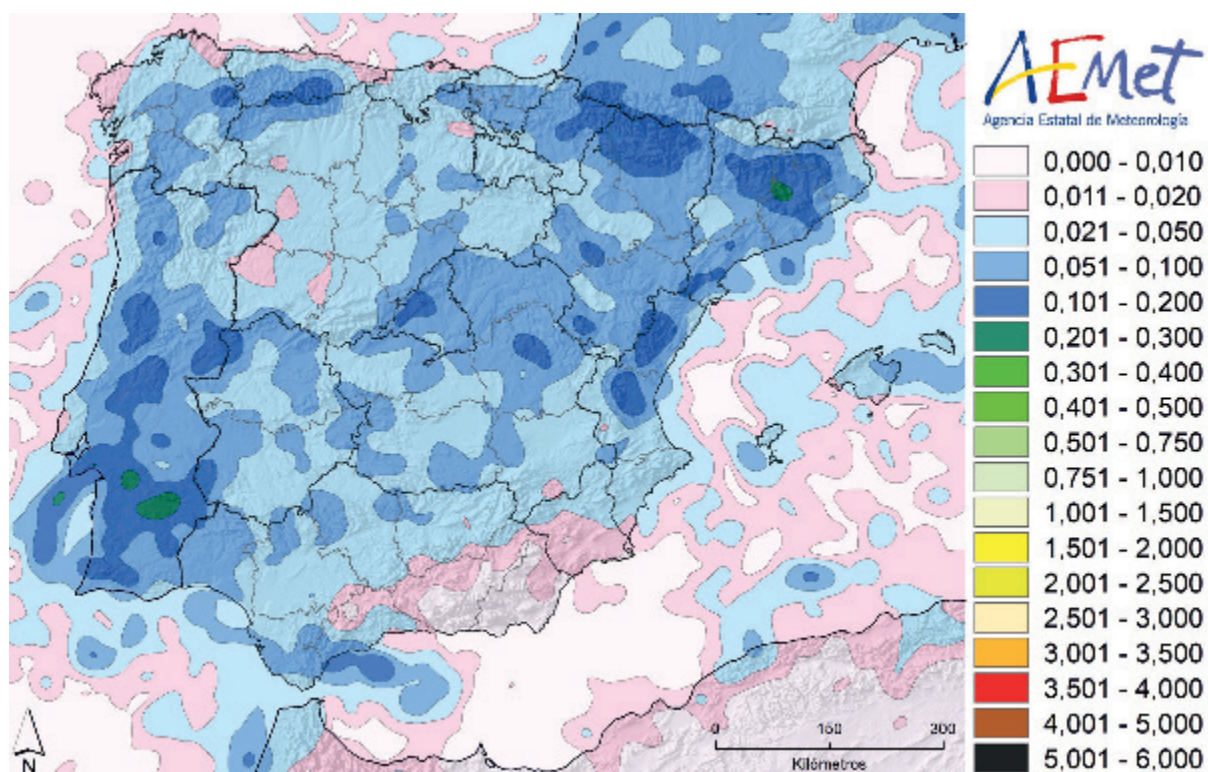 AEMet
Agencia Estatal de Meteorología
0,000 - 0,010
0,011 - 0,020
0,021 - 0,050
0,051 - 0,100
0,101 - 0,200
0,201 - 0,300
0,301 - 0,400
0,401 - 0,500
0,501 - 0,750
0,751 - 1,000
1,001 - 1,500
1,501 - 2,000
2,001 - 2,500
2,501 - 3,000
3,001 - 3,500
3,501 - 4,000
4,001 - 5,000
5,001 - 6,000
0 150 300
Kilómetros
N